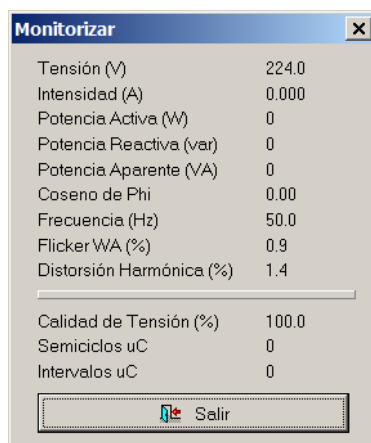 Monitorizar
Tensión (V) 224.0
Intensidad (A) 0.000
Potencia Activa (W) 0
Potencia Reactiva (var) 0
Potencia Aparente (VA) 0
Coseno de Phi 0.00
Frecuencia (Hz) 50.0
Flicker WA (%) 0.9
Distorsión Harmónica (%) 1.4
Calidad de Tensión (%) 100.0
Semiciclos uC 0
Intervalos uC 0
Salir